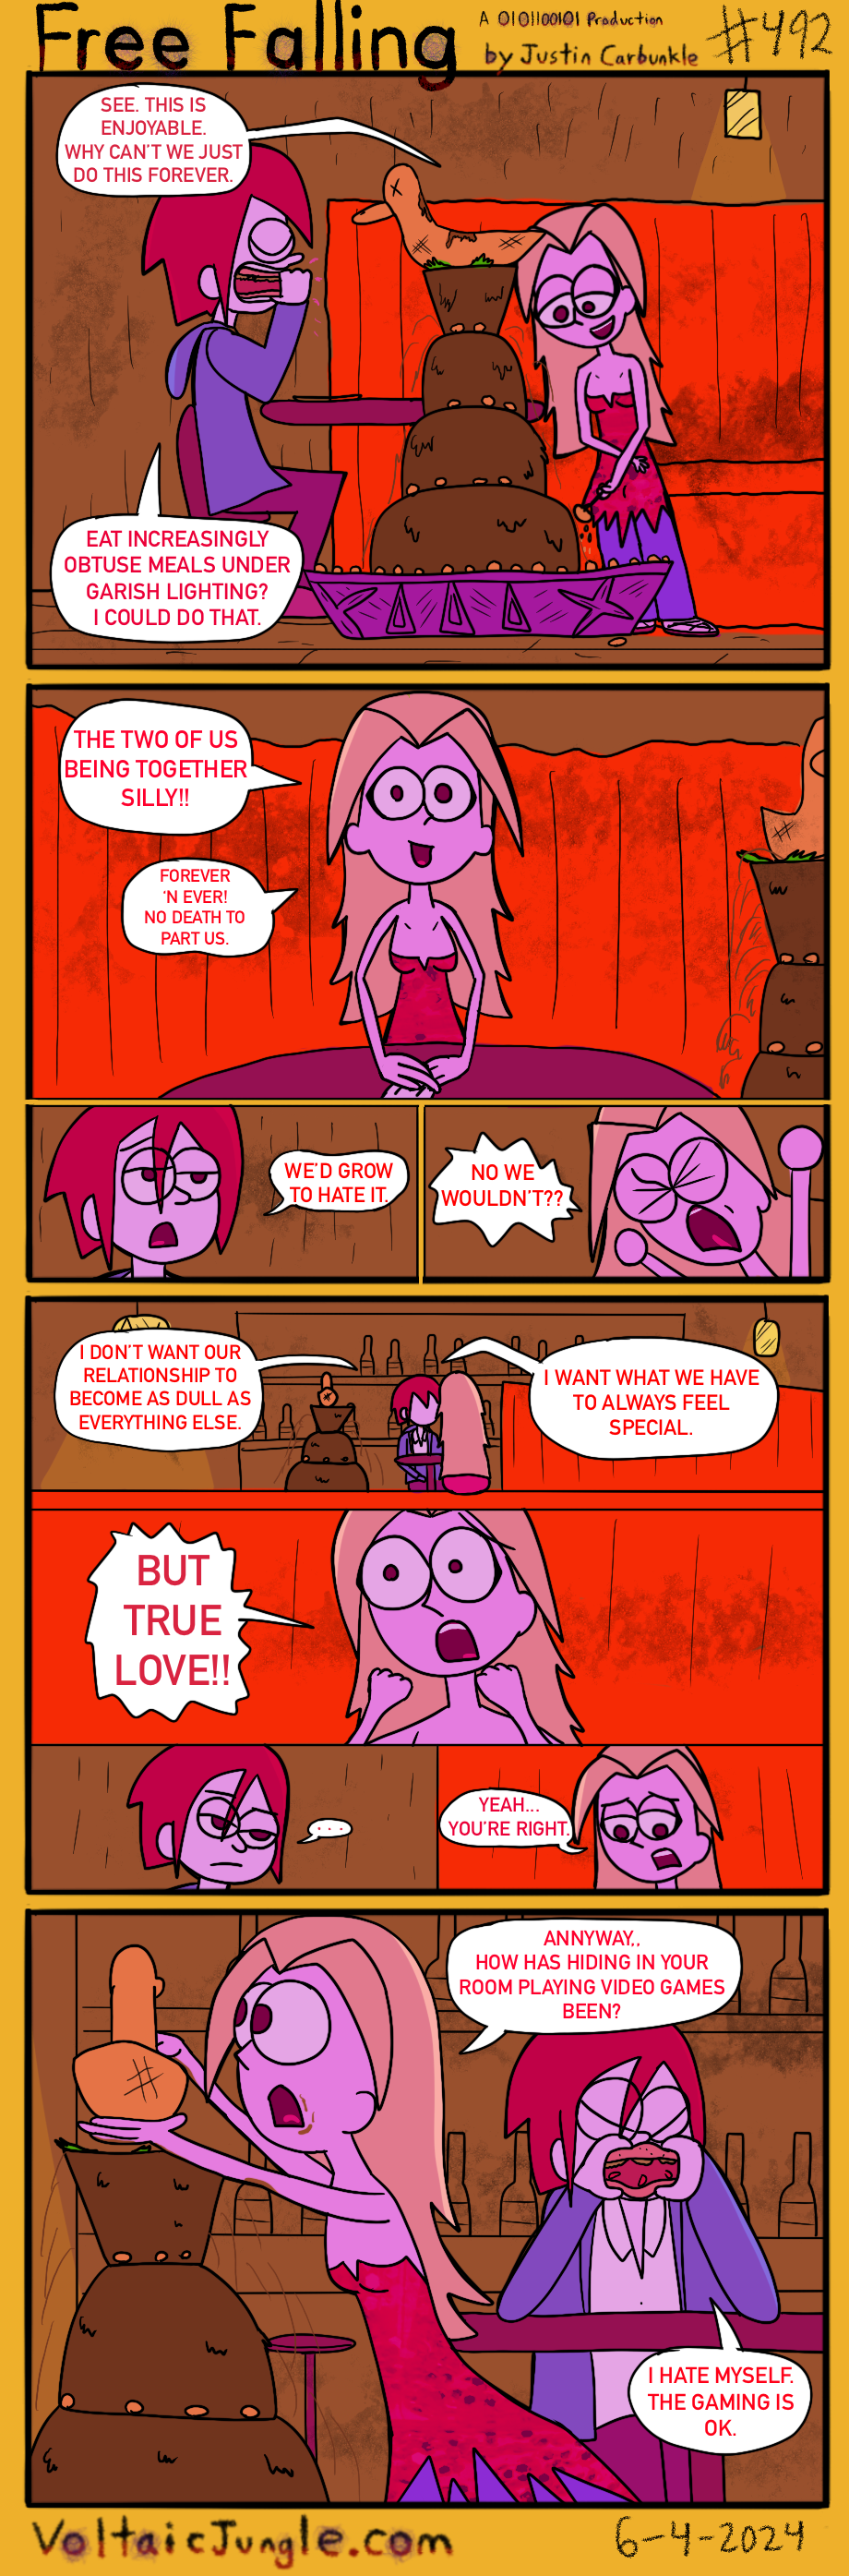 Free Falling
A 0101100101 Production
by Justin Carbunkle
#492
SEE. THIS IS
ENJOYABLE.
WHY CAN'T WE JUST
DO THIS FOREVER.
EAT INCREASINGLY
OBTUSE MEALS UNDER
GARISH LIGHTING?
I COULD DO THAT.
THE TWO OF US
BEING TOGETHER
SILLY!!
FOREVER
'N EVER!
NO DEATH TO
PART US.
WE'D GROW
TO HATE IT.
NO WE
WOULDN'T??
I DON'T WANT OUR
RELATIONSHIP TO
BECOME AS DULL AS
EVERYTHING ELSE.
I WANT WHAT WE HAVE
TO ALWAYS FEEL
SPECIAL.
BUT
TRUE
LOVE!!
...
YEAH...
YOU'RE RIGHT.
ANNYWAY,.
HOW HAS HIDING IN YOUR
ROOM PLAYING VIDEO GAMES
BEEN?
I HATE MYSELF.
THE GAMING IS
OK.
VoltaicJungle.com
6-4-2024